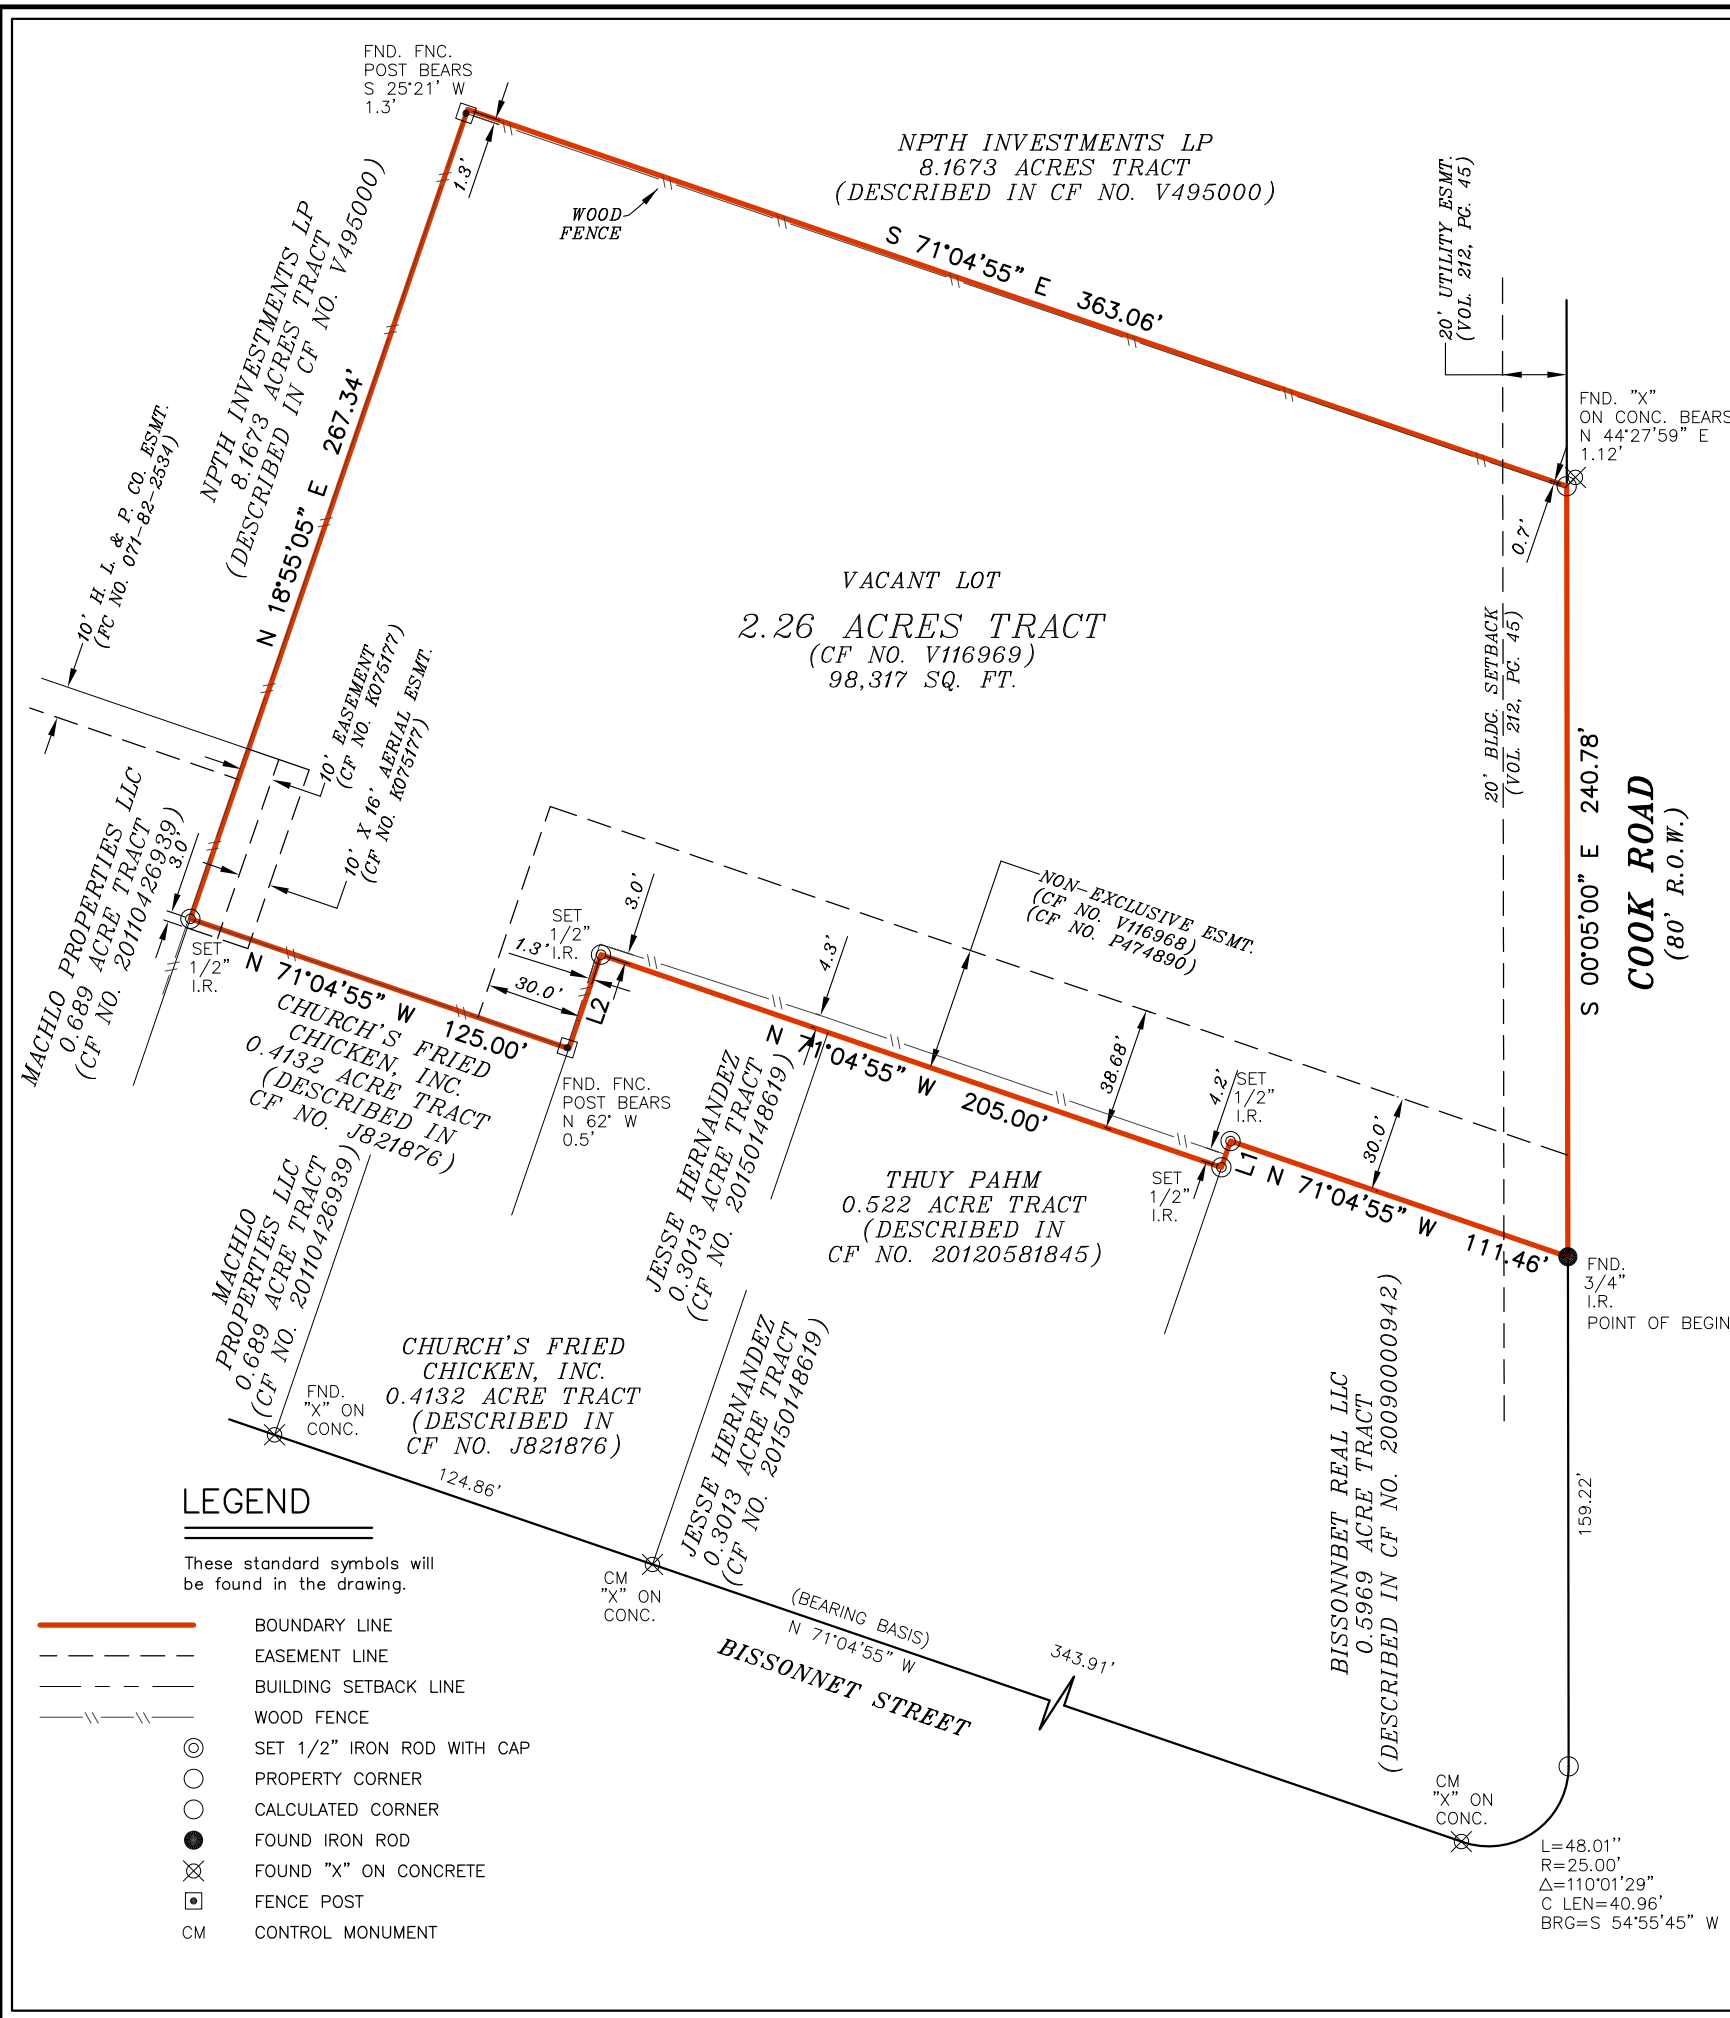 FND. FNC.
POST BEARS
S 25°21' W
1.3'
1.3'
WOOD
FENCE
NPTH INVESTMENTS LP
8.1673 ACRES TRACT
(DESCRIBED IN CF NO. V495000)
S 71°04'55" E 363.06'
20' UTILITY ESMT.
(VOL. 212, PG. 45)
FND. "X"
ON CONC. BEARS
N 44°27'59" E
1.12'
0.7'
NPTH INVESTMENTS LP
8.1673 ACRES TRACT
(DESCRIBED IN CF NO. V495000)
N 18°55'05" E 267.34'
10' H. L. & P. CO. ESMT.
(FC NO. 071-82-2534)
VACANT LOT
2.26 ACRES TRACT
(CF NO. V116969)
98,317 SQ. FT.
20' BLDG. SETBACK
(VOL. 212, PG. 45)
S 00°05'00" E 240.78'
COOK ROAD
(80' R.O.W.)
10' EASEMENT
(CF NO. K075177)
10' X 16' AERIAL ESMT.
(CF NO. K075177)
MACHLO PROPERTIES LLC
0.689 ACRE TRACT
(CF NO. 20110426939)
3.0'
SET
1/2"
I.R.
N 71°04'55" W 125.00'
CHURCH'S FRIED
CHICKEN, INC.
0.4132 ACRE TRACT
(DESCRIBED IN
CF NO. J821876)
SET
1/2"
I.R.
1.3'
30.0'
L2
3.0'
4.3'
NON-EXCLUSIVE ESMT.
(CF NO. V116968)
(CF NO. P474890)
N 71°04'55" W 205.00'
38.68'
4.2'
SET
1/2"
I.R.
30.0'
L1
N 71°04'55" W 111.46'
SET
1/2"
I.R.
FND. FNC.
POST BEARS
N 62° W
0.5'
JESSE HERNANDEZ
0.3013 ACRE TRACT
(CF NO. 20150148619)
THUY PAHM
0.522 ACRE TRACT
(DESCRIBED IN
CF NO. 20120581845)
FND.
3/4"
I.R.
POINT OF BEGIN
MACHLO
PROPERTIES LLC
0.689 ACRE TRACT
(CF NO. 20110426939)
FND.
"X" ON
CONC.
CHURCH'S FRIED
CHICKEN, INC.
0.4132 ACRE TRACT
(DESCRIBED IN
CF NO. J821876)
JESSE HERNANDEZ
0.3013 ACRE TRACT
(CF NO. 20150148619)
BISSONNBET REAL LLC
0.5969 ACRE TRACT
(DESCRIBED IN CF NO. 20090000942)
159.22'
124.86'
CM
"X" ON
CONC.
(BEARING BASIS)
N 71°04'55" W
343.91'
BISSONNET STREET
CM
"X" ON
CONC.
L=48.01''
R=25.00'
Δ=110°01'29"
C LEN=40.96'
BRG=S 54°55'45" W
LEGEND
These standard symbols will
be found in the drawing.
BOUNDARY LINE
EASEMENT LINE
BUILDING SETBACK LINE
WOOD FENCE
SET 1/2" IRON ROD WITH CAP
PROPERTY CORNER
CALCULATED CORNER
FOUND IRON ROD
FOUND "X" ON CONCRETE
FENCE POST
CM CONTROL MONUMENT